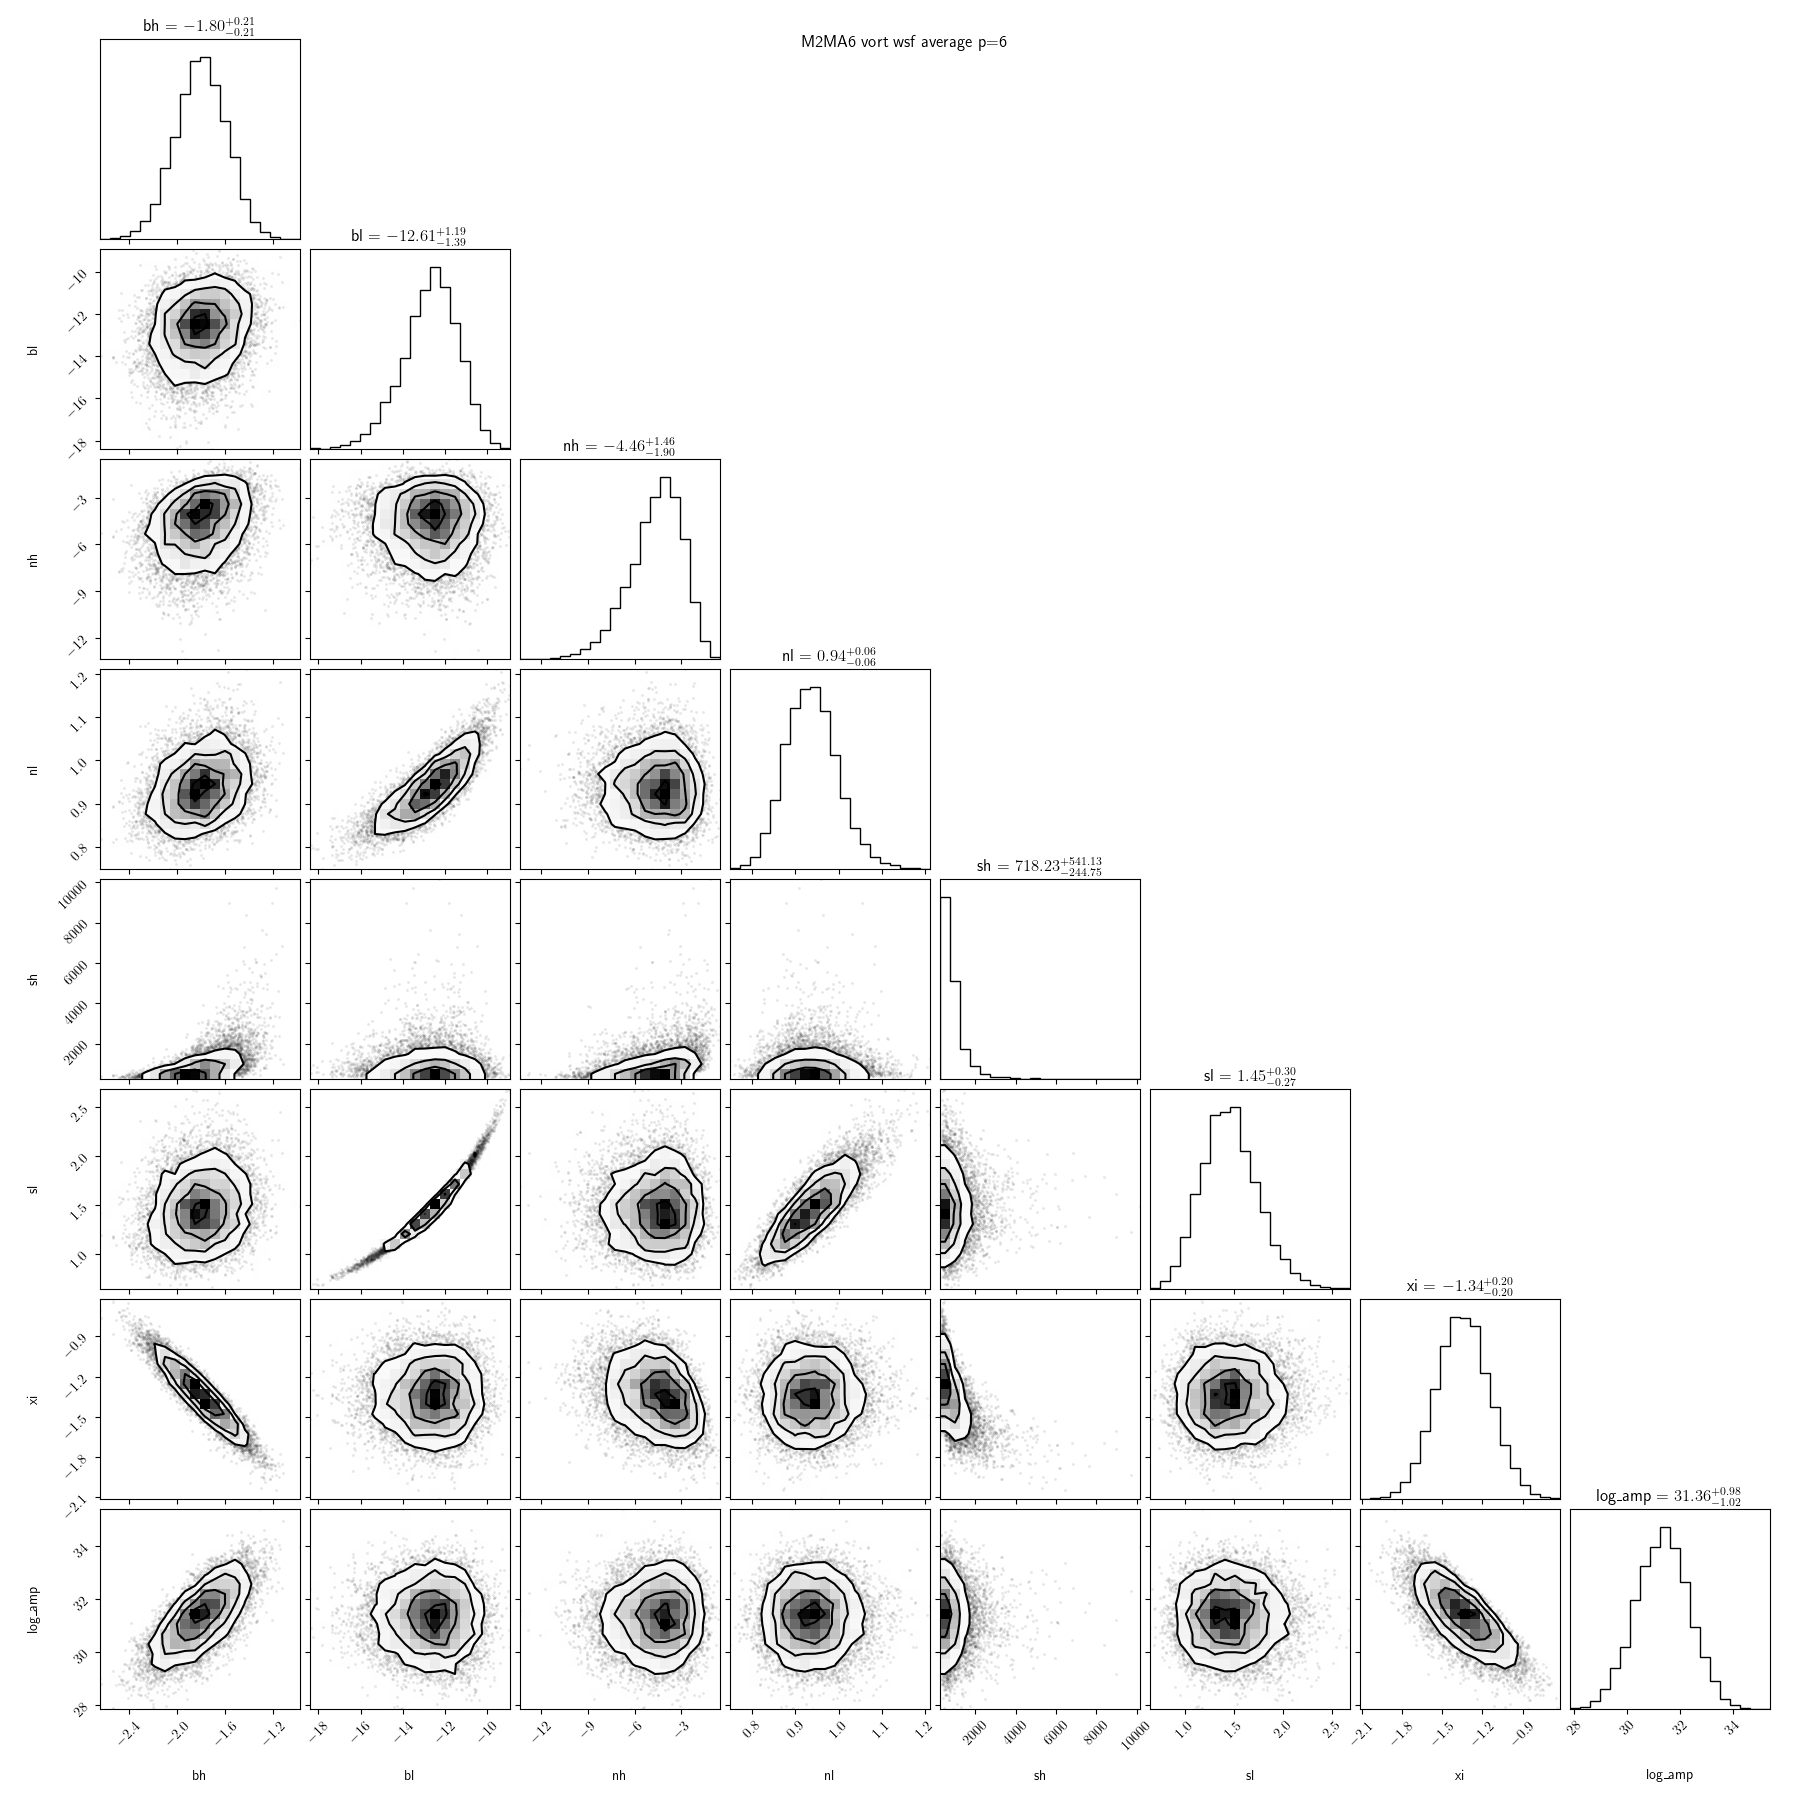 M2MA6 vort wsf average p=6
bh = −1.80+0.21−0.21
bl = −12.61+1.19−1.39
−10
−12
−14
−16
−18
bl
nh = −4.46+1.46−1.90
−3
−6
−9
−12
nh
nl = 0.94+0.06−0.06
1.2
1.1
1.0
0.9
0.8
nl
sh = 718.23+541.13−244.75
10000
8000
6000
4000
2000
sh
sl = 1.45+0.30−0.27
2.5
2.0
1.5
1.0
sl
xi = −1.34+0.20−0.20
−0.9
−1.2
−1.5
−1.8
−2.1
xi
log_amp = 31.36+0.98−1.02
34
32
30
28
log_amp
−2.4 −2.0 −1.6 −1.2
−18 −16 −14 −12 −10
−12 −9 −6 −3
0.8 0.9 1.0 1.1 1.2
2000 4000 6000 8000 10000
1.0 1.5 2.0 2.5
−2.1 −1.8 −1.5 −1.2 −0.9
28 30 32 34
bh bl nh nl sh sl xi log_amp